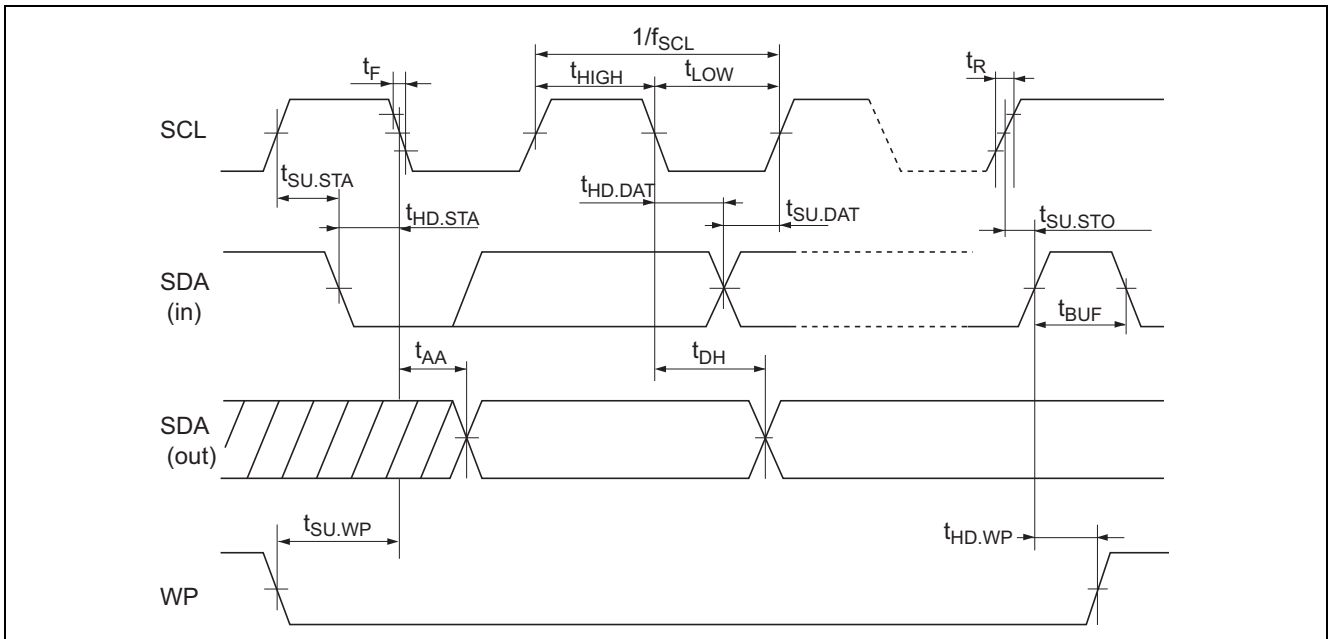 1/fSCL
tF
tHIGH
tLOW
tR
SCL
tSU.STA
tHD.STA
tHD.DAT
tSU.DAT
tSU.STO
SDA
(in)
tBUF
tAA
tDH
SDA
(out)
tSU.WP
tHD.WP
WP